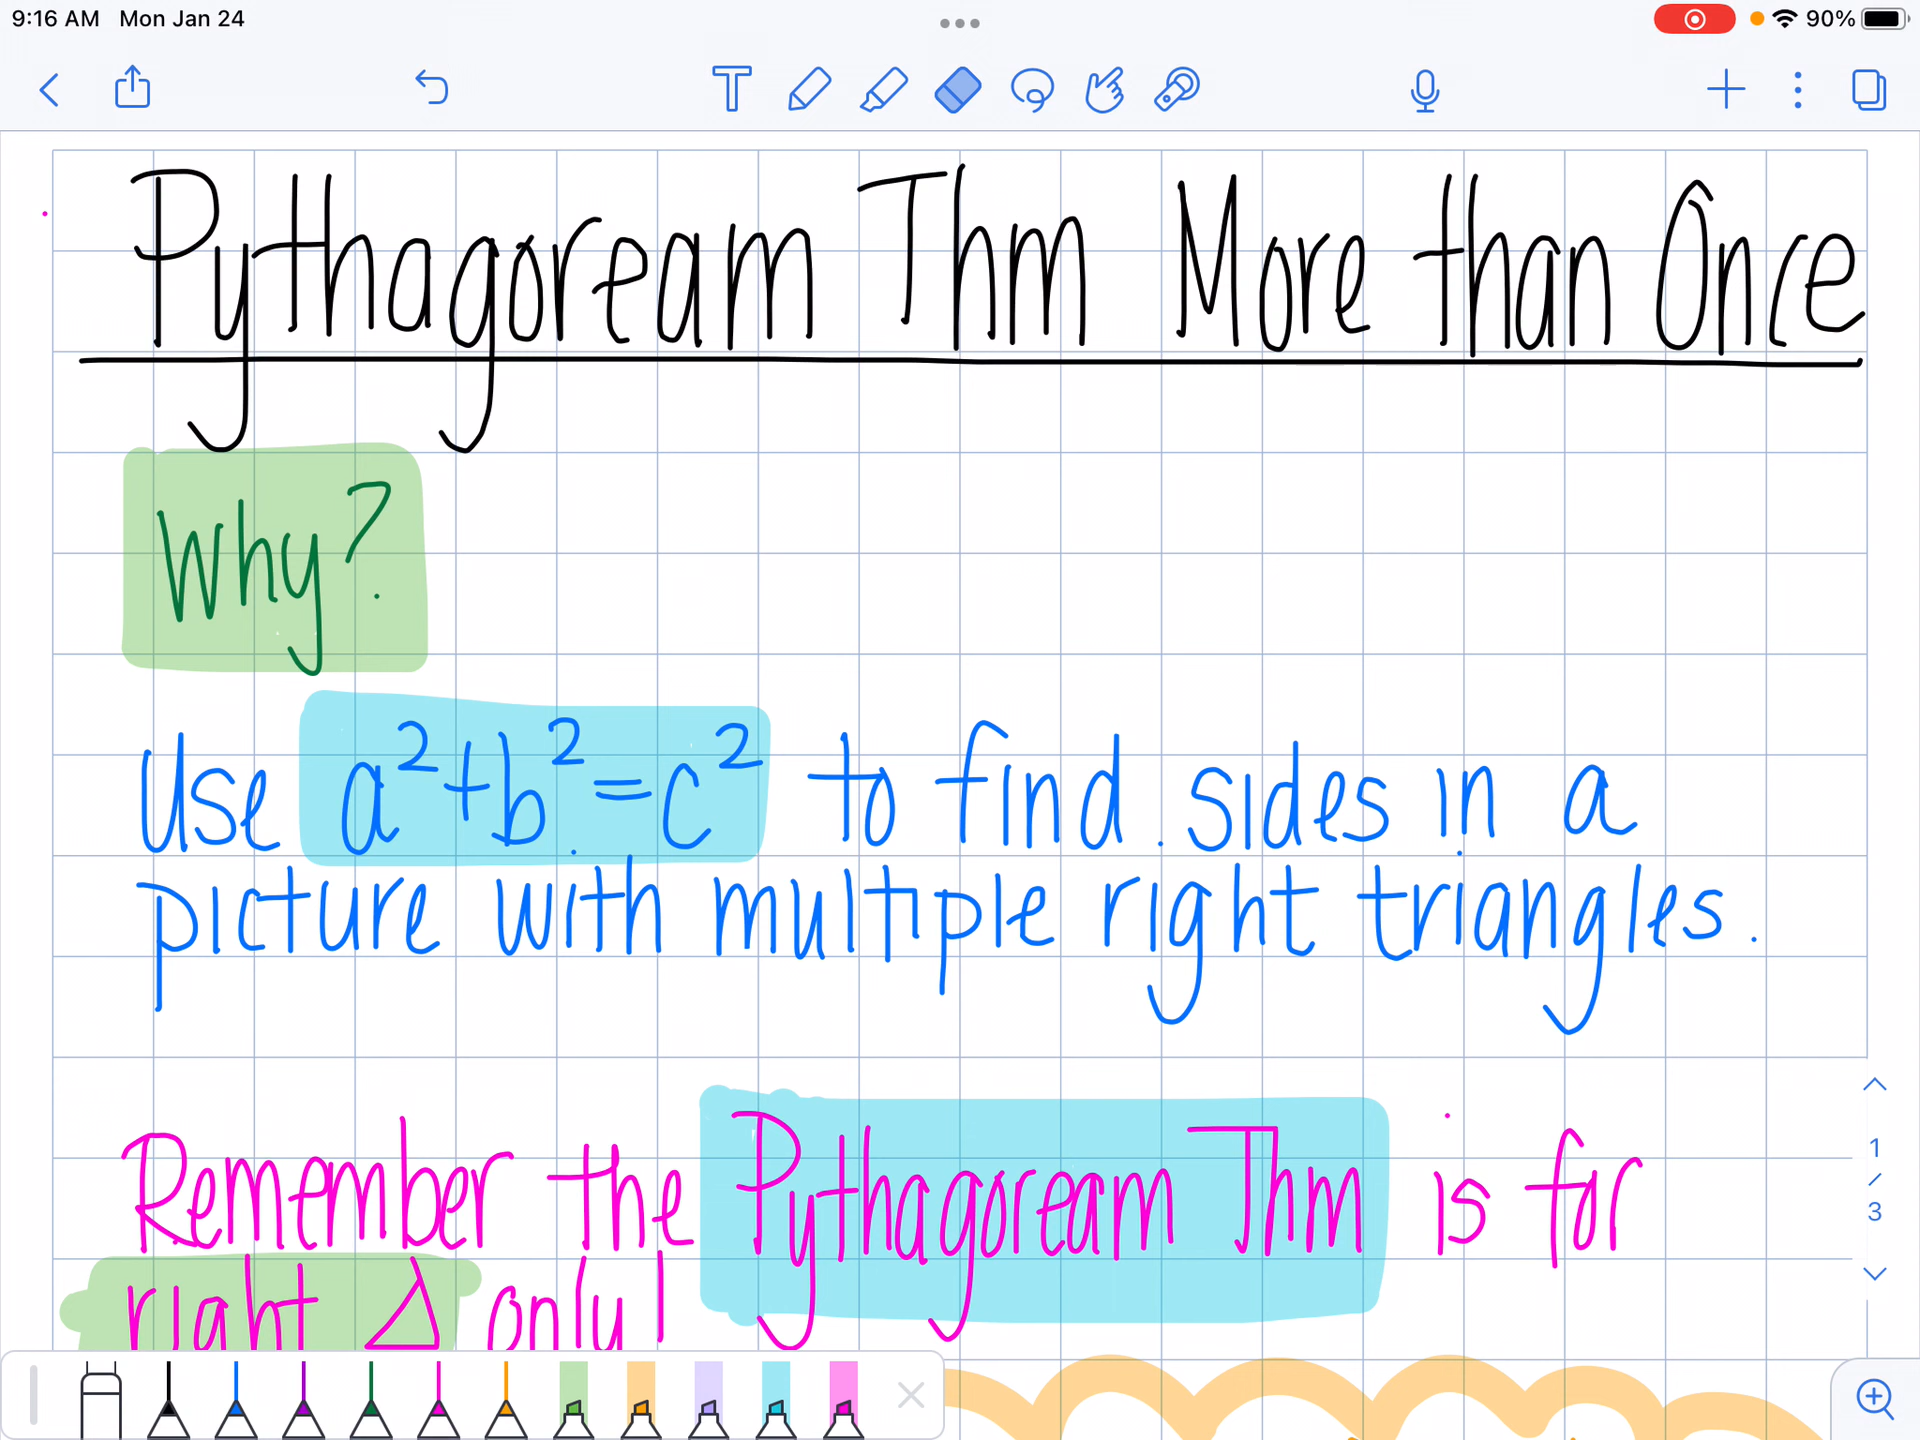 9:16 AM Mon Jan 24
90%
Pythagoream Thm More than Once
Why?
Use a²+b²=c² to find sides in a
picture with multiple right triangles.
Remember the Pythagoream Thm is for
right Δ only!
1
/
3